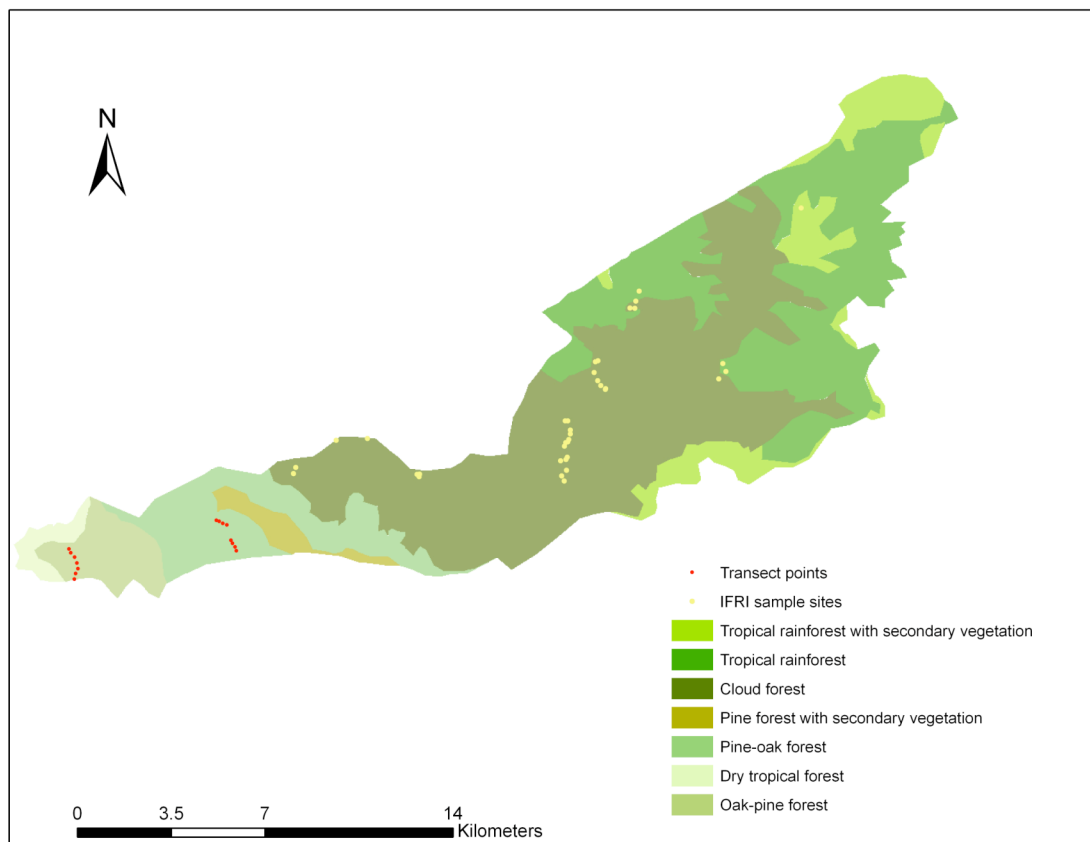 N
Transect points
IFRI sample sites
Tropical rainforest with secondary vegetation
Tropical rainforest
Cloud forest
Pine forest with secondary vegetation
Pine-oak forest
Dry tropical forest
Oak-pine forest
0 3.5 7 14
Kilometers